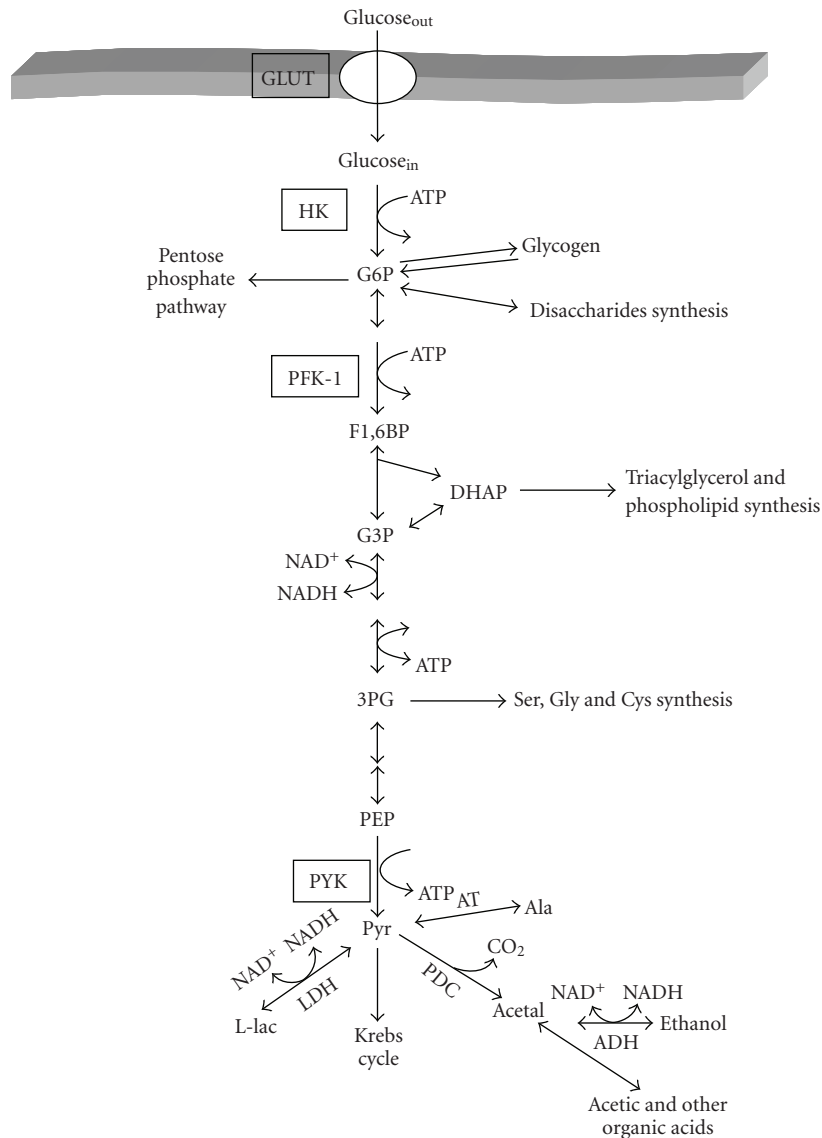 Glucose_out
GLUT
Glucose_in
HK
ATP
Pentose
phosphate
pathway
G6P
Glycogen
Disaccharides synthesis
PFK-1
ATP
F1,6BP
DHAP
Triacylglycerol and
phospholipid synthesis
G3P
NAD⁺
NADH
ATP
3PG
Ser, Gly and Cys synthesis
PEP
PYK
ATP
AT
Ala
Pyr
NAD⁺
NADH
LDH
L-lac
Krebs
cycle
PDC
CO₂
Acetal
NAD⁺
NADH
ADH
Ethanol
Acetic and other
organic acids